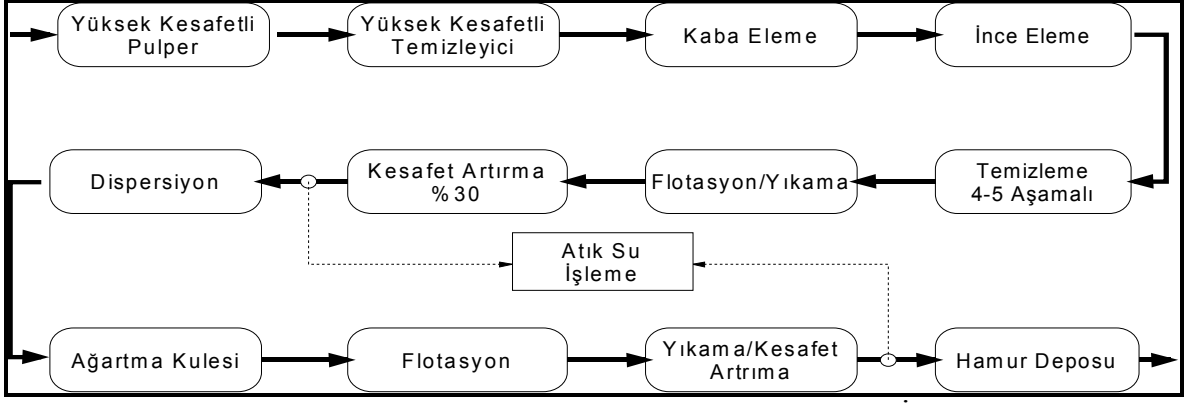 Yüksek Kesafetli
Pulper
Yüksek Kesafetli
Temizleyici
Kaba Eleme
İnce Eleme
Dispersiyon
Kesafet Artırma
%30
Flotasyon/Yıkama
Temizleme
4-5 Aşamalı
Atık Su
İşleme
Ağartma Kulesi
Flotasyon
Yıkama/Kesafet
Artrıma
Hamur Deposu